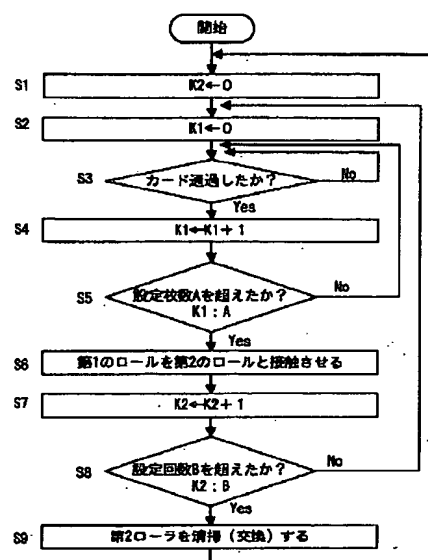 開始
S1 K2←0
S2 K1←0
S3 カード通過したか?
No
Yes
S4 K1←K1+1
S5 設定枚数Aを超えたか?
K1:A
No
Yes
S6 第1のロールを第2のロールと接触させる
S7 K2←K2+1
S8 設定回数Bを超えたか?
K2:B
No
Yes
S9 第2ローラを清掃(交換)する